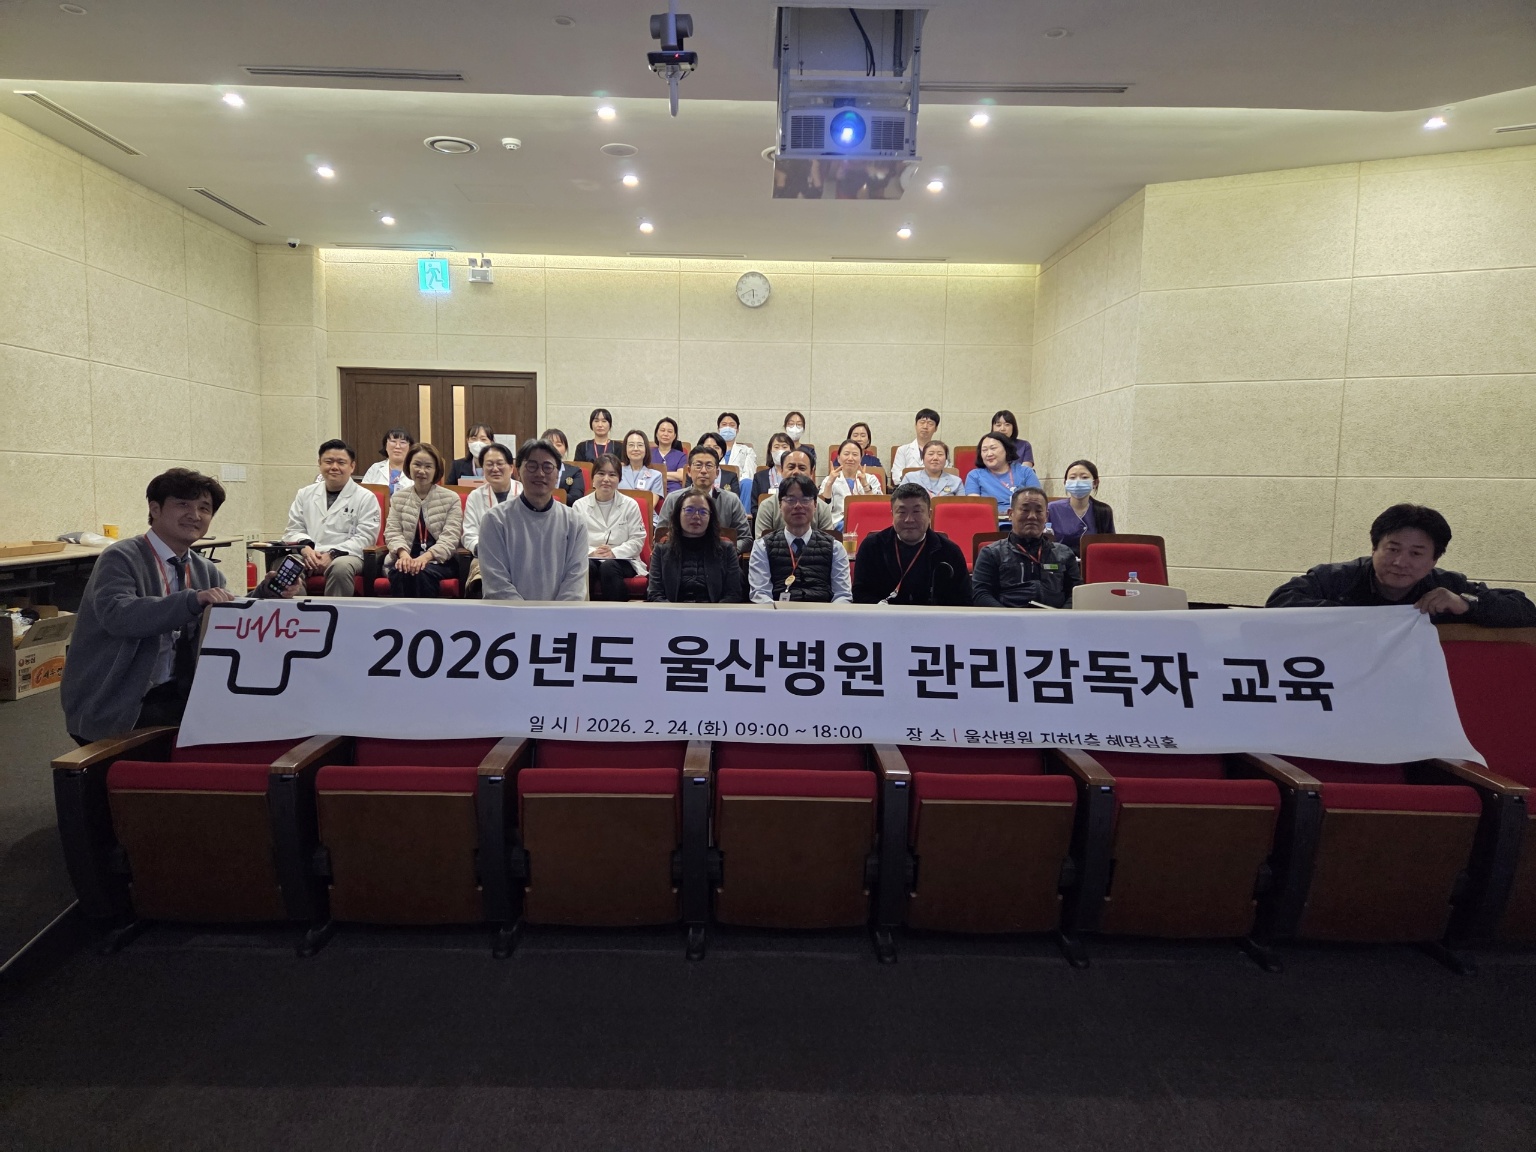 UMC
2026년도 울산병원 관리감독자 교육
일 시 | 2026. 2. 24.(화) 09:00 ~ 18:00 장 소 | 울산병원 지하1층 혜명심홀